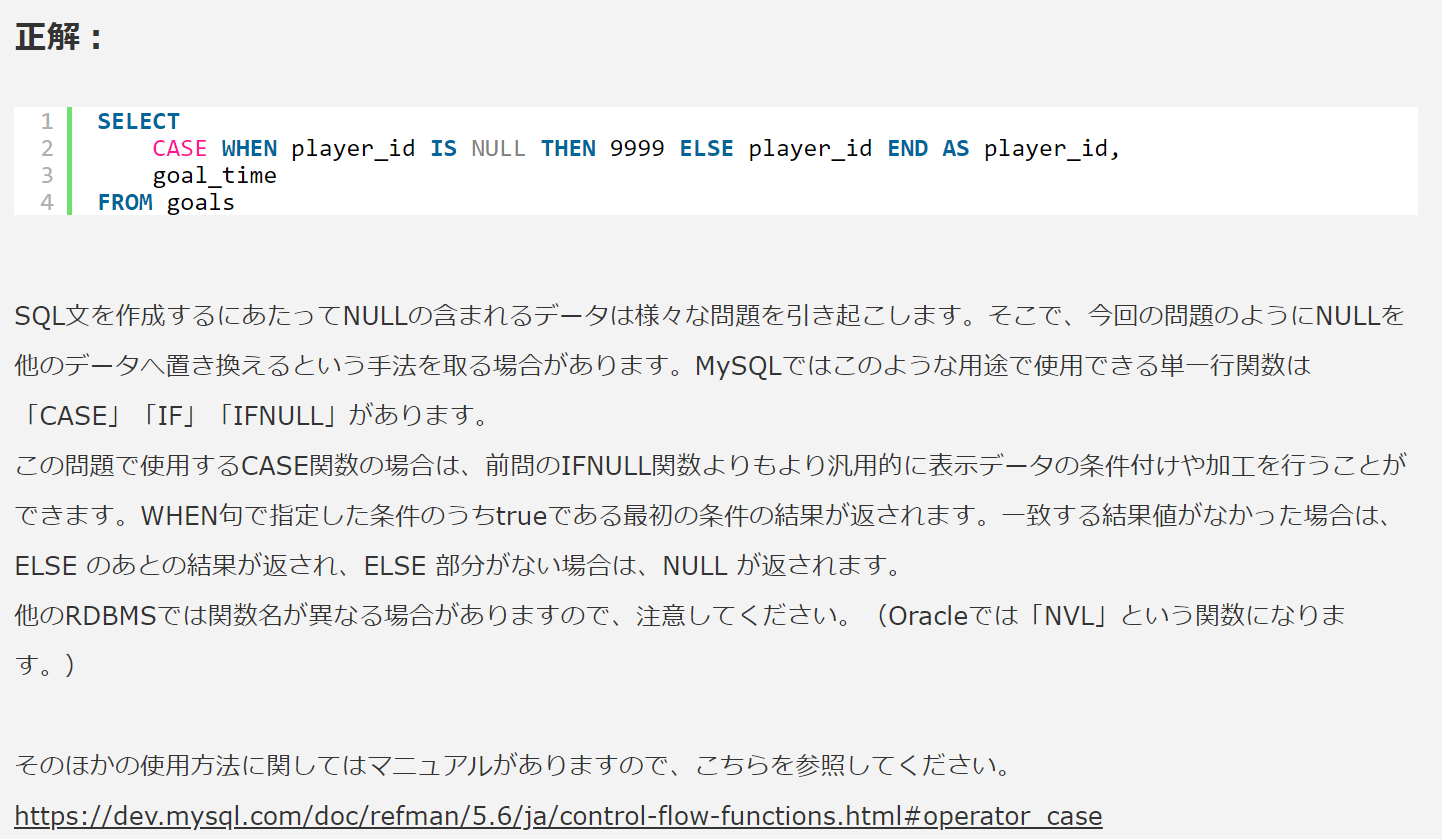 正解：
1 SELECT
2 CASE WHEN player_id IS NULL THEN 9999 ELSE player_id END AS player_id,
3 goal_time
4 FROM goals
SQL文を作成するにあたってNULLの含まれるデータは様々な問題を引き起こします。そこで、今回の問題のようにNULLを
他のデータへ置き換えるという手法を取る場合があります。MySQLではこのような用途で使用できる単一行関数は
「CASE」「IF」「IFNULL」があります。
この問題で使用するCASE関数の場合は、前問のIFNULL関数よりもより汎用的に表示データの条件付けや加工を行うことが
できます。WHEN句で指定した条件のうちtrueである最初の条件の結果が返されます。一致する結果値がなかった場合は、
ELSE のあとの結果が返され、ELSE 部分がない場合は、NULL が返されます。
他のRDBMSでは関数名が異なる場合がありますので、注意してください。（Oracleでは「NVL」という関数になりま
す。）
そのほかの使用方法に関してはマニュアルがありますので、こちらを参照してください。
https://dev.mysql.com/doc/refman/5.6/ja/control-flow-functions.html#operator_case